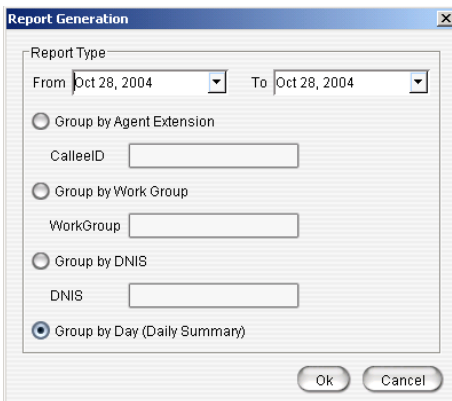 Report Generation
Report Type
From Oct 28, 2004 To Oct 28, 2004
Group by Agent Extension
CalleeID
Group by Work Group
WorkGroup
Group by DNIS
DNIS
Group by Day (Daily Summary)
Ok Cancel